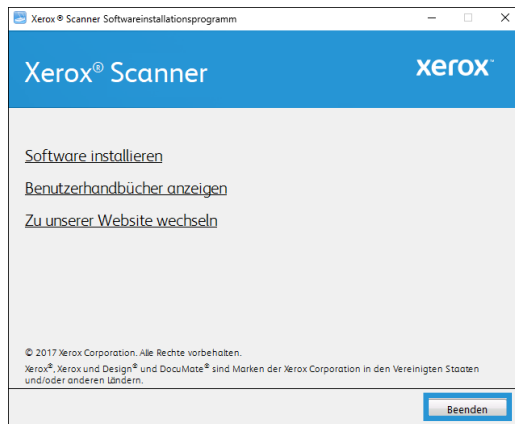 Xerox® Scanner Softwareinstallationsprogramm
Xerox® Scanner
xerox™
Software installieren
Benutzerhandbücher anzeigen
Zu unserer Website wechseln
© 2017 Xerox Corporation. Alle Rechte vorbehalten.
Xerox®, Xerox und Design® und DocuMate® sind Marken der Xerox Corporation in den Vereinigten Staaten
und/oder anderen Ländern.
Beenden